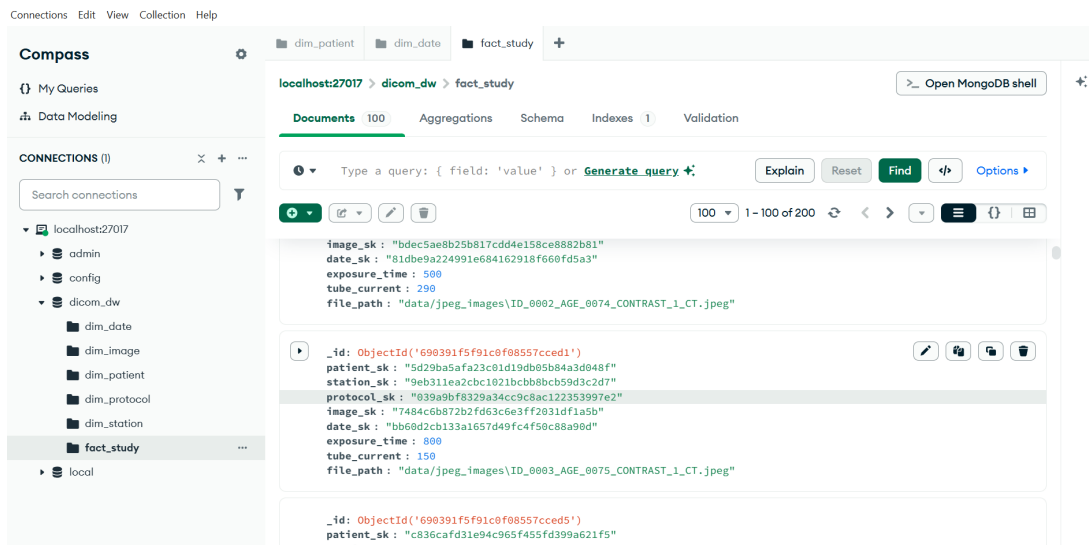 Connections Edit View Collection Help
Compass
My Queries
Data Modeling
CONNECTIONS (1)
Search connections
localhost:27017
admin
config
dicom_dw
dim_date
dim_image
dim_patient
dim_protocol
dim_station
fact_study
local
dim_patient dim_date fact_study
localhost:27017 > dicom_dw > fact_study
>_ Open MongoDB shell
Documents 100 Aggregations Schema Indexes 1 Validation
Type a query: { field: 'value' } or Generate query
Explain Reset Find </> Options
100 1 – 100 of 200 {}
image_sk : "bdec5ae8b25b817cdd4e158ce8882b81"
date_sk : "81dbe9a224991e684162918f660fd5a3"
exposure_time : 500
tube_current : 290
file_path : "data/jpeg_images\ID_0002_AGE_0074_CONTRAST_1_CT.jpeg"
_id: ObjectId('690391f5f91c0f08557cced1')
patient_sk : "5d29ba5afa23c01d19db05b84a3d048f"
station_sk : "9eb311ea2cbc1021bcbb8bcb59d3c2d7"
protocol_sk : "039a9bf8329a34cc9c8ac122353997e2"
image_sk : "7484c6b872b2fd63c6e3ff2031df1a5b"
date_sk : "bb60d2cb133a1657d49fc4f50c88a90d"
exposure_time : 800
tube_current : 150
file_path : "data/jpeg_images\ID_0003_AGE_0075_CONTRAST_1_CT.jpeg"
_id: ObjectId('690391f5f91c0f08557cced5')
patient_sk : "c836cafd31e94c965f455fd399a621f5"